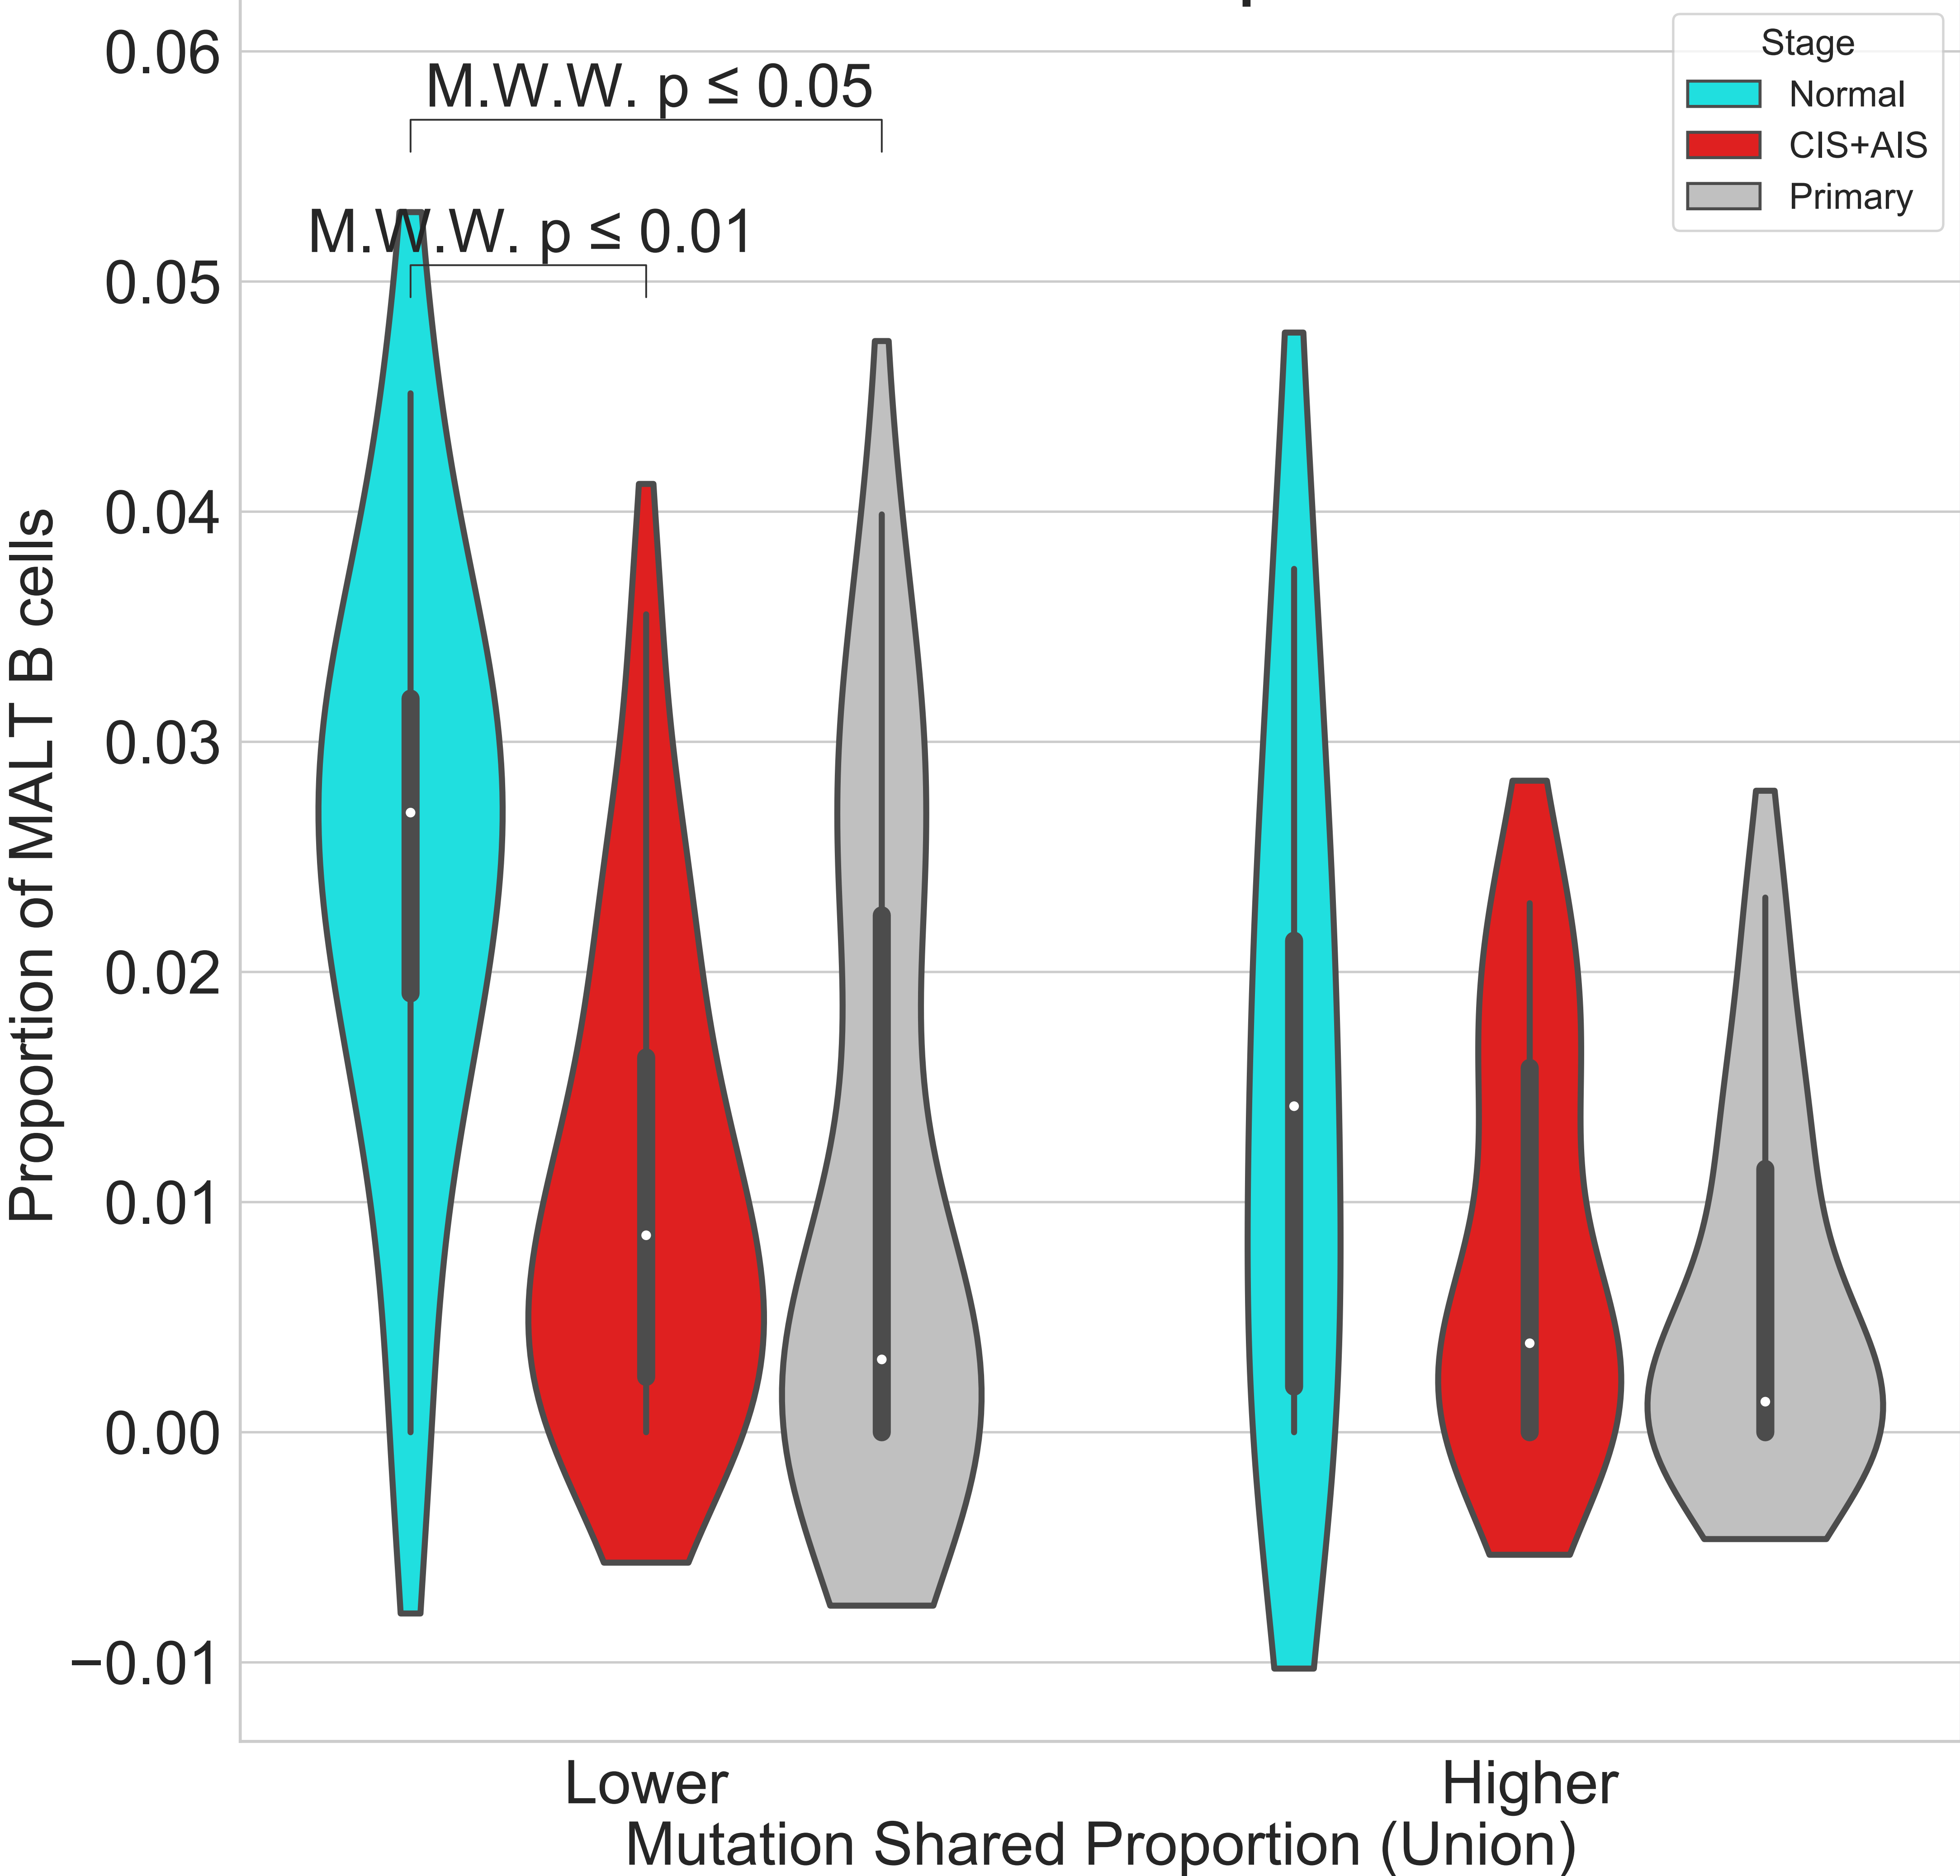 Stage
Normal
CIS+AIS
Primary
M.W.W. p ≤ 0.05
M.W.W. p ≤ 0.01
0.06
0.05
0.04
0.03
0.02
0.01
0.00
−0.01
Proportion of MALT B cells
Lower
Higher
Mutation Shared Proportion (Union)